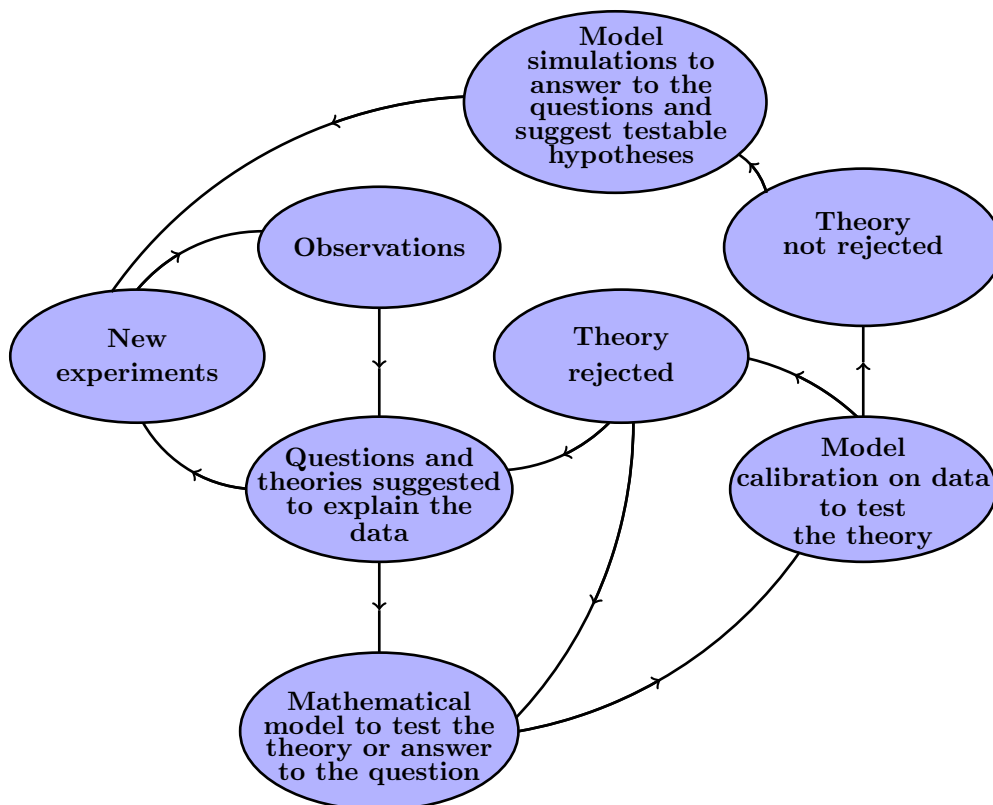 Model
simulations to
answer to the
questions and
suggest testable
hypotheses
Theory
not rejected
Observations
New
experiments
Theory
rejected
Questions and
theories suggested
to explain the
data
Model
calibration on data
to test
the theory
Mathematical
model to test the
theory or answer
to the question